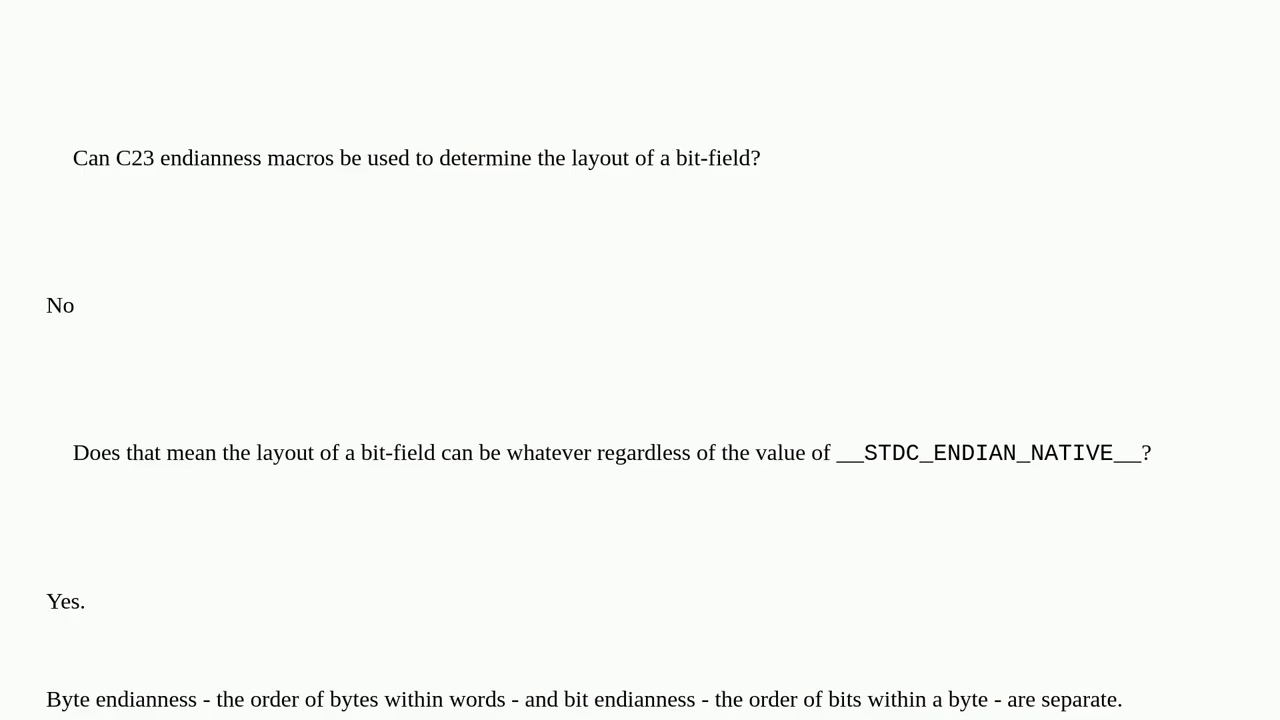 Can C23 endianness macros be used to determine the layout of a bit-field?
No
Does that mean the layout of a bit-field can be whatever regardless of the value of __STDC_ENDIAN_NATIVE__?
Yes.
Byte endianness - the order of bytes within words - and bit endianness - the order of bits within a byte - are separate.